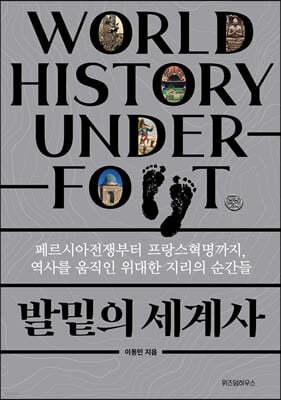 WORLD
HISTORY
UNDER-
-FOOT
페르시아전쟁부터 프랑스혁명까지,
역사를 움직인 위대한 지리의 순간들
발밑의 세계사
이동민 지음
위즈덤하우스